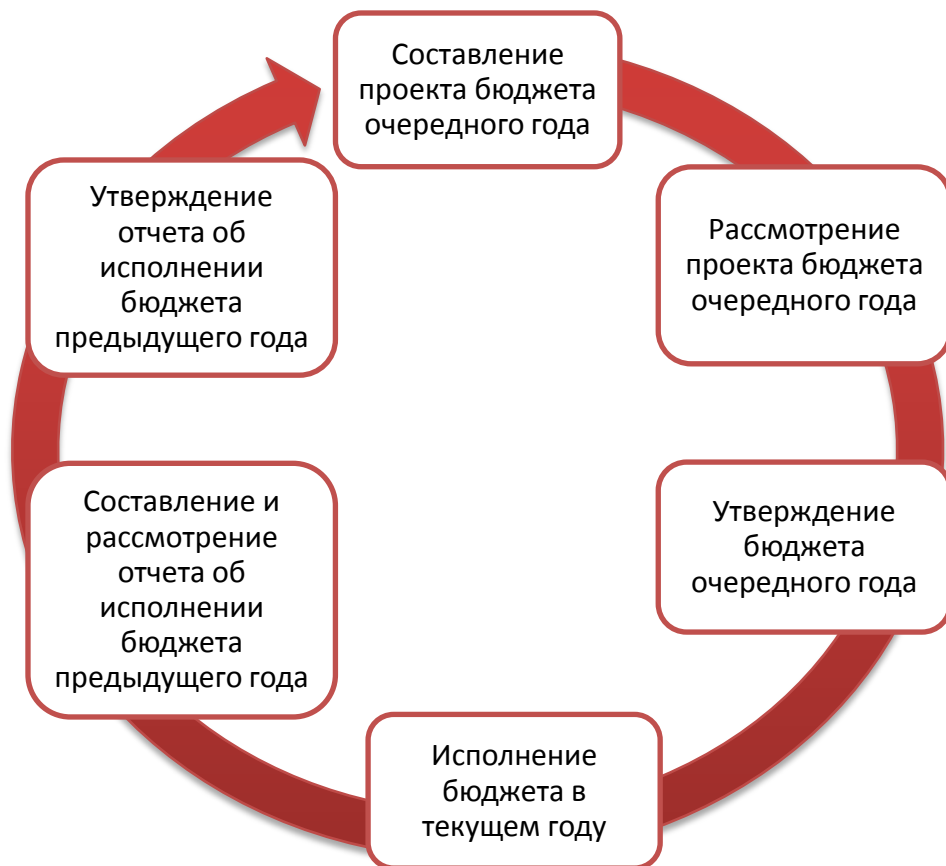 Составление
проекта бюджета
очередного года
Рассмотрение
проекта бюджета
очередного года
Утверждение
бюджета
очередного года
Исполнение
бюджета в
текущем году
Составление и
рассмотрение
отчета об
исполнении
бюджета
предыдущего года
Утверждение
отчета об
исполнении
бюджета
предыдущего года